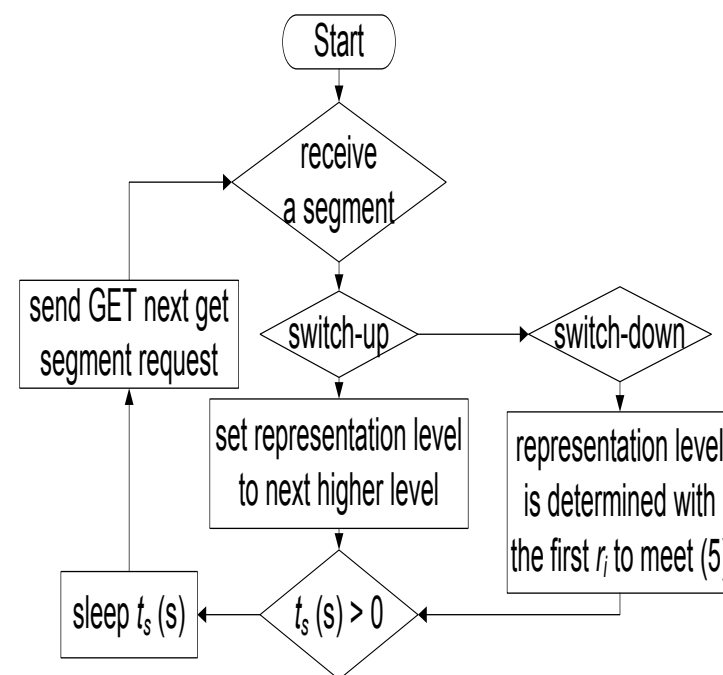 Start
receive
a segment
send GET next get
segment request
switch-up
switch-down
set representation level
to next higher level
representation level
is determined with
the first rᵢ to meet (5)
sleep tₛ (s)
tₛ (s) > 0